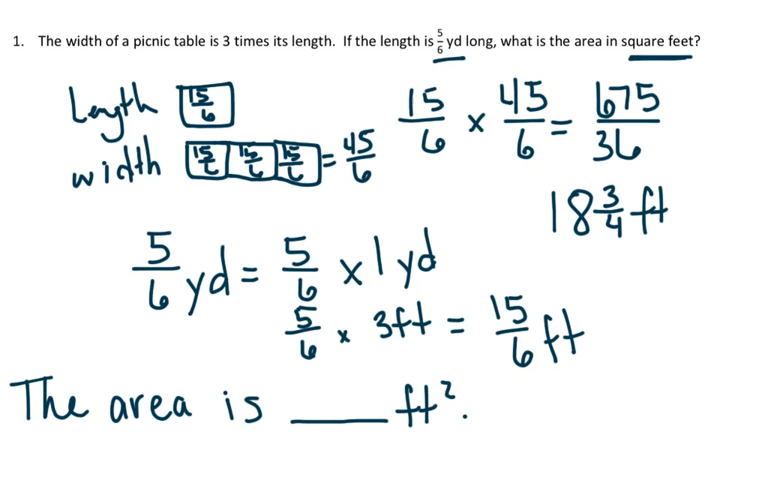 1. The width of a picnic table is 3 times its length. If the length is 5/6 yd long, what is the area in square feet?
Length 15/6
width 15/6 15/6 15/6 = 45/6
15/6 x 45/6 = 675/36
18 3/4 ft
5/6 yd = 5/6 x 1 yd
5/6 x 3ft = 15/6 ft
The area is ____ ft².